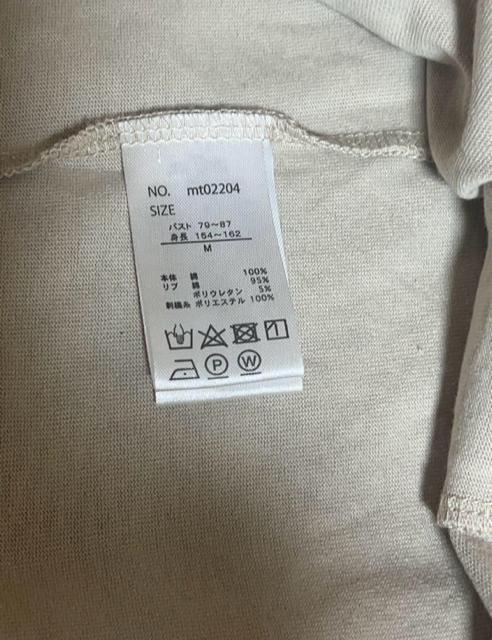 NO. mt02204
SIZE
バスト 79〜87
身長 154〜162
M
本体 綿 100%
リブ 綿 95%
ポリウレタン 5%
刺繍糸 ポリエステル 100%
P W